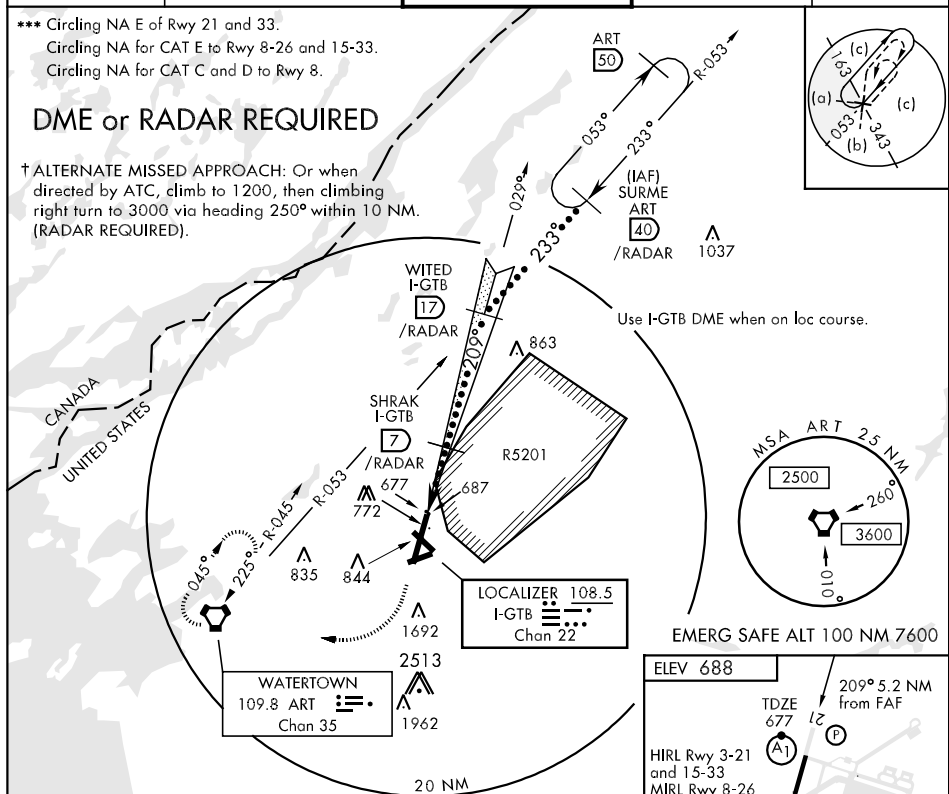 *** Circling NA E of Rwy 21 and 33.
Circling NA for CAT E to Rwy 8-26 and 15-33.
Circling NA for CAT C and D to Rwy 8.
DME or RADAR REQUIRED
† ALTERNATE MISSED APPROACH: Or when
directed by ATC, climb to 1200, then climbing
right turn to 3000 via heading 250° within 10 NM.
(RADAR REQUIRED).
ART
50
R-053
053°
233°
029°
(IAF)
SURME
ART
40
/RADAR
1037
233°
(c)
163
(a)
(c)
053
(b)
343
WITED
I-GTB
17
/RADAR
209°
Use I-GTB DME when on loc course.
863
CANADA
UNITED STATES
SHRAK
I-GTB
7
/RADAR
R5201
677
687
772
R-053
R-045
045°
225°
835
844
MSA ART 25 NM
2500
260°
3600
010°
LOCALIZER 108.5
I-GTB
Chan 22
1692
2513
1962
EMERG SAFE ALT 100 NM 7600
WATERTOWN
109.8 ART
Chan 35
20 NM
ELEV 688
209° 5.2 NM
from FAF
TDZE
677
21
P
A1
HIRL Rwy 3-21
and 15-33
MIRL Rwy 8-26